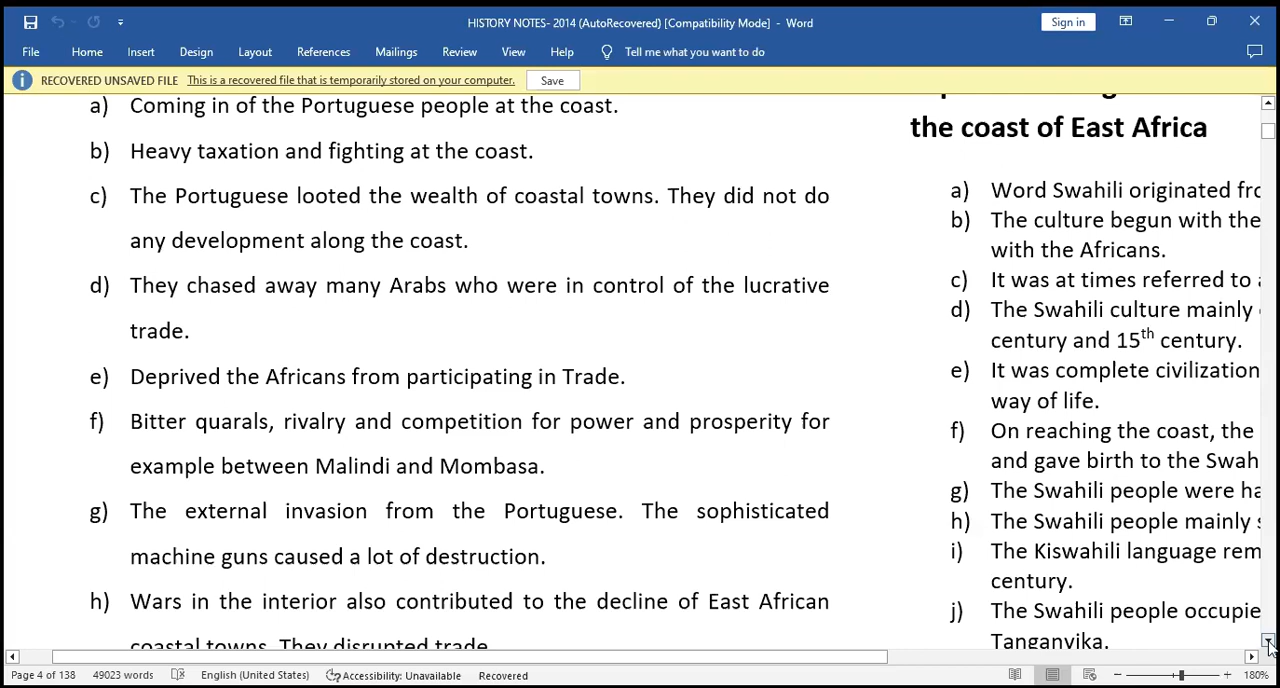 HISTORY NOTES- 2014 (AutoRecovered) [Compatibility Mode] - Word
Sign in
File Home Insert Design Layout References Mailings Review View Help Tell me what you want to do
RECOVERED UNSAVED FILE This is a recovered file that is temporarily stored on your computer. Save
a) Coming in of the Portuguese people at the coast.
b) Heavy taxation and fighting at the coast.
c) The Portuguese looted the wealth of coastal towns. They did not do
any development along the coast.
d) They chased away many Arabs who were in control of the lucrative
trade.
e) Deprived the Africans from participating in Trade.
f) Bitter quarals, rivalry and competition for power and prosperity for
example between Malindi and Mombasa.
g) The external invasion from the Portuguese. The sophisticated
machine guns caused a lot of destruction.
h) Wars in the interior also contributed to the decline of East African
coastal towns. They disrupted trade
the coast of East Africa
a) Word Swahili originated
b) The culture begun with the
with the Africans.
c) It was at times referred to
d) The Swahili culture mainly
century and 15th century.
e) It was complete civilization
way of life.
f) On reaching the coast, the
and gave birth to the Swah
g) The Swahili people were
h) The Swahili people mainly
i) The Kiswahili language rem
century.
j) The Swahili people occupie
Tanganyika.
Page 4 of 138 49023 words English (United States) Accessibility: Unavailable Recovered 180%